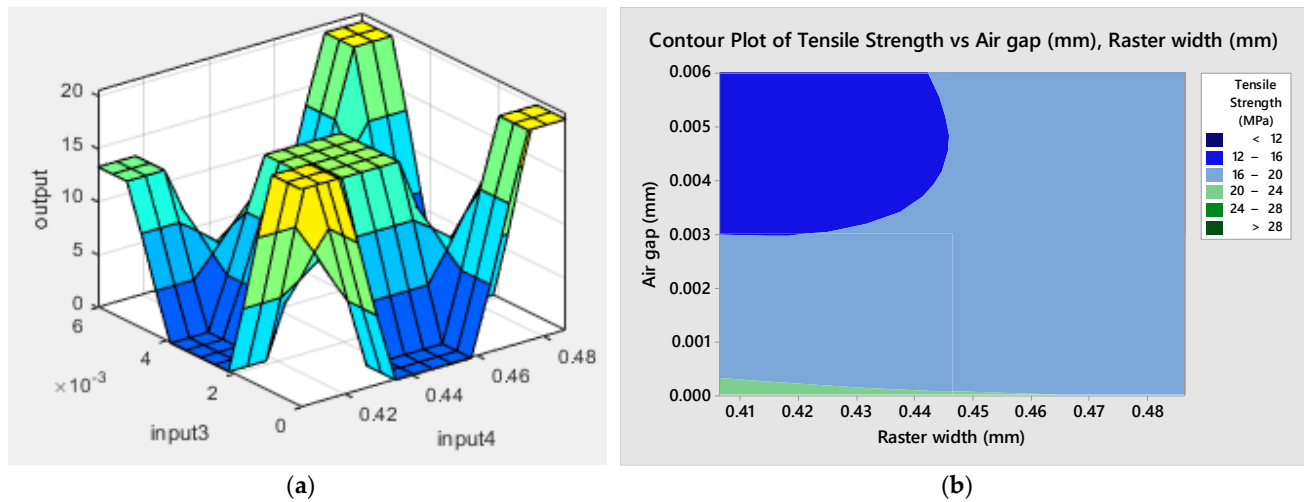 20
15
10
5
0
output
6
4
2
0
×10⁻³
input3
0.42
0.44
0.46
0.48
input4
(a)
Contour Plot of Tensile Strength vs Air gap (mm), Raster width (mm)
0.006
0.005
0.004
0.003
0.002
0.001
0.000
Air gap (mm)
0.41 0.42 0.43 0.44 0.45 0.46 0.47 0.48
Raster width (mm)
Tensile
Strength
(MPa)
< 12
12 – 16
16 – 20
20 – 24
24 – 28
> 28
(b)